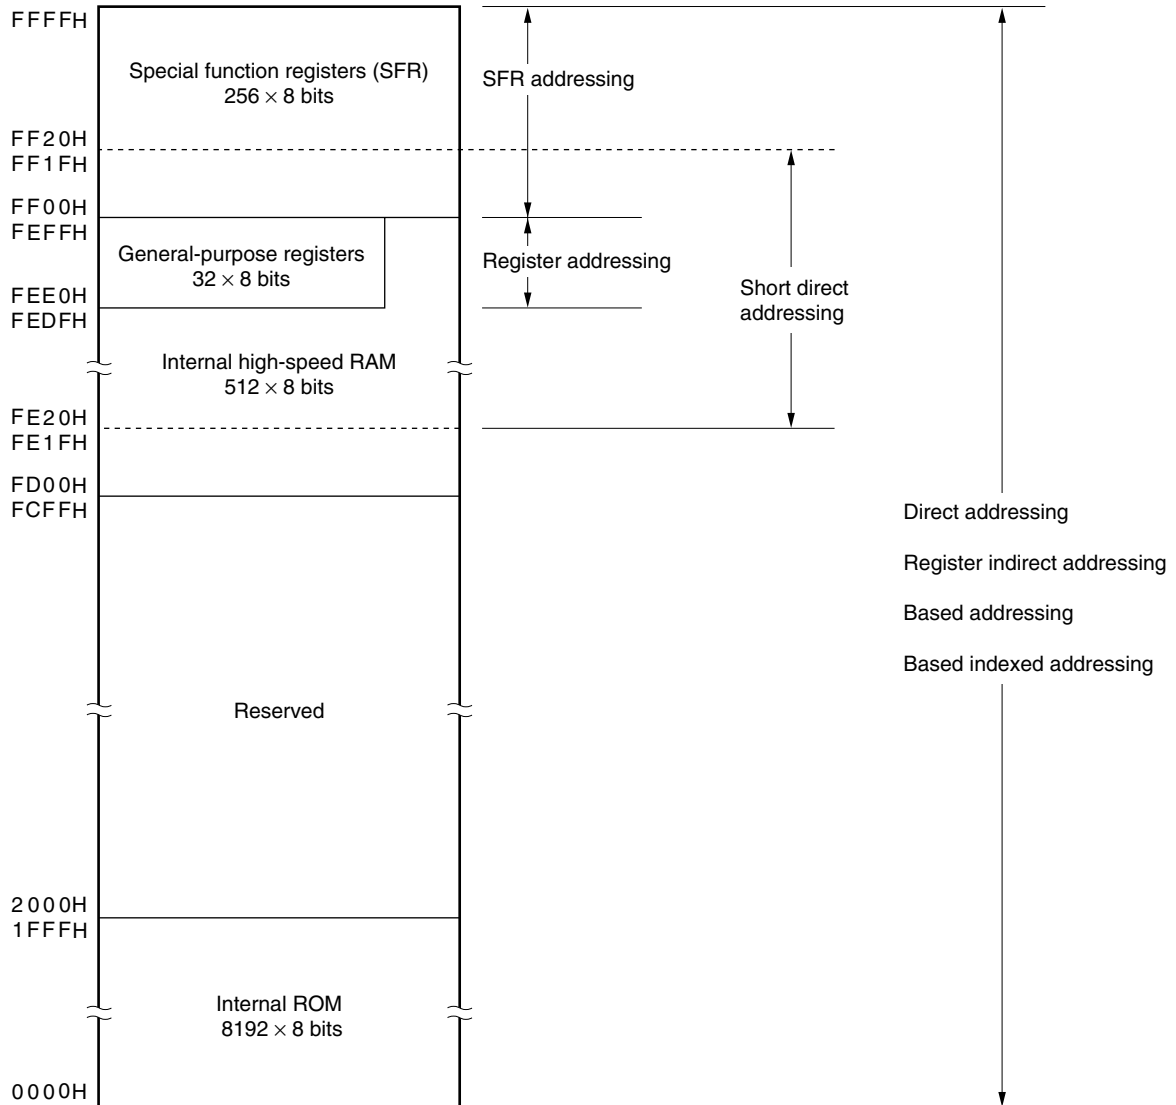 FFFFH
Special function registers (SFR)
256 × 8 bits
SFR addressing
FF20H
FF1FH
FF00H
FEFFH
General-purpose registers
32 × 8 bits
Register addressing
Short direct
addressing
FEE0H
FEDFH
Internal high-speed RAM
512 × 8 bits
FE20H
FE1FH
FD00H
FCFFH
Direct addressing
Register indirect addressing
Based addressing
Based indexed addressing
Reserved
2000H
1FFFH
Internal ROM
8192 × 8 bits
0000H